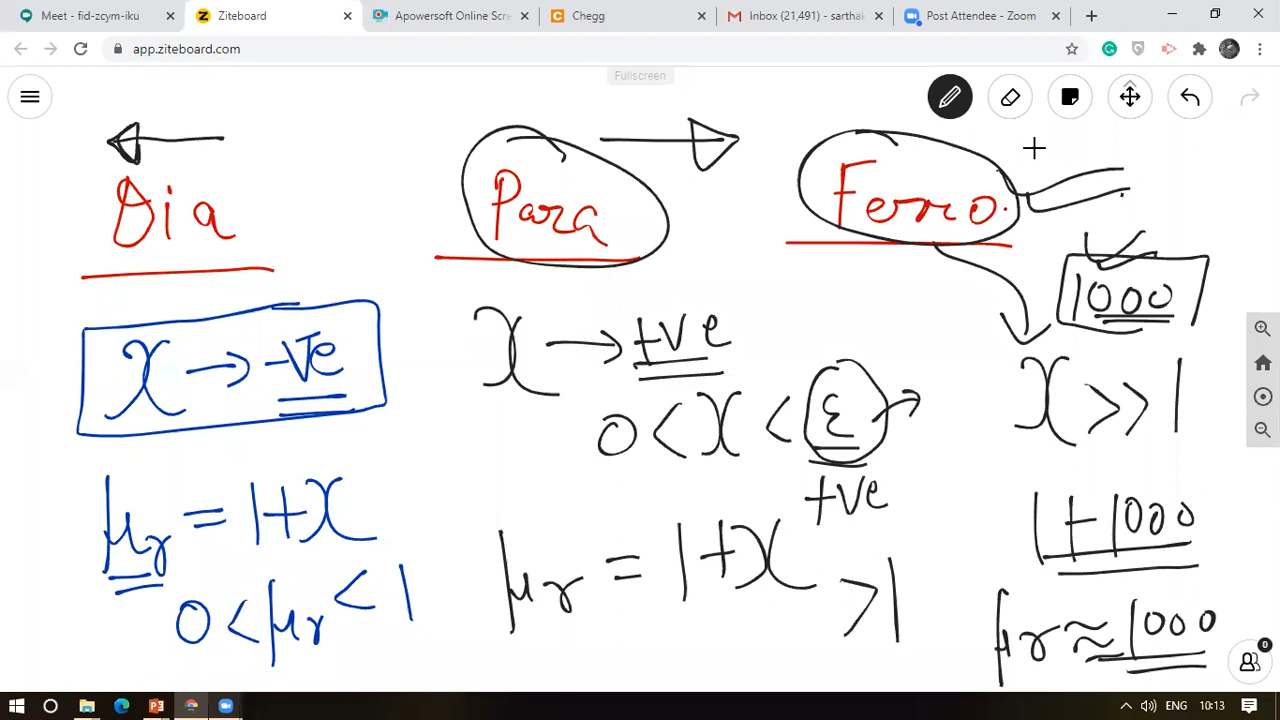 Meet - fid-zcym-iku
Ziteboard
Apowersoft Online Scre
Chegg
Inbox (21,491) - sarthak
Post Attendee - Zoom
app.ziteboard.com
Fullscreen
Dia
Para
Ferro.
1000
χ → -ve
χ → +ve
0 < χ < ε
+ve
χ >> 1
μr = 1+χ
0 < μr < 1
μr = 1+χ
>1
1+1000
μr ≈ 1000
0
ENG
10:13